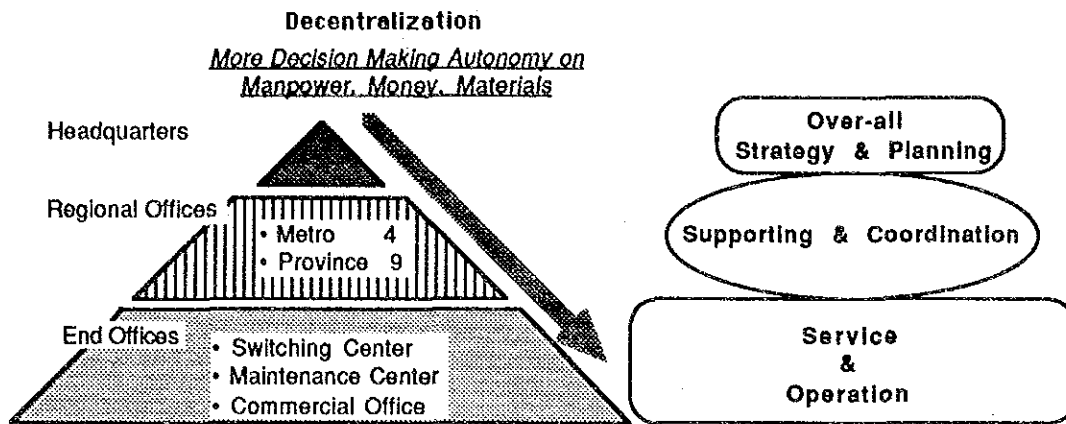 Decentralization
More Decision Making Autonomy on
Manpower, Money, Materials
Headquarters
Regional Offices
• Metro 4
• Province 9
End Offices
• Switching Center
• Maintenance Center
• Commercial Office
Over-all
Strategy & Planning
Supporting & Coordination
Service
&
Operation